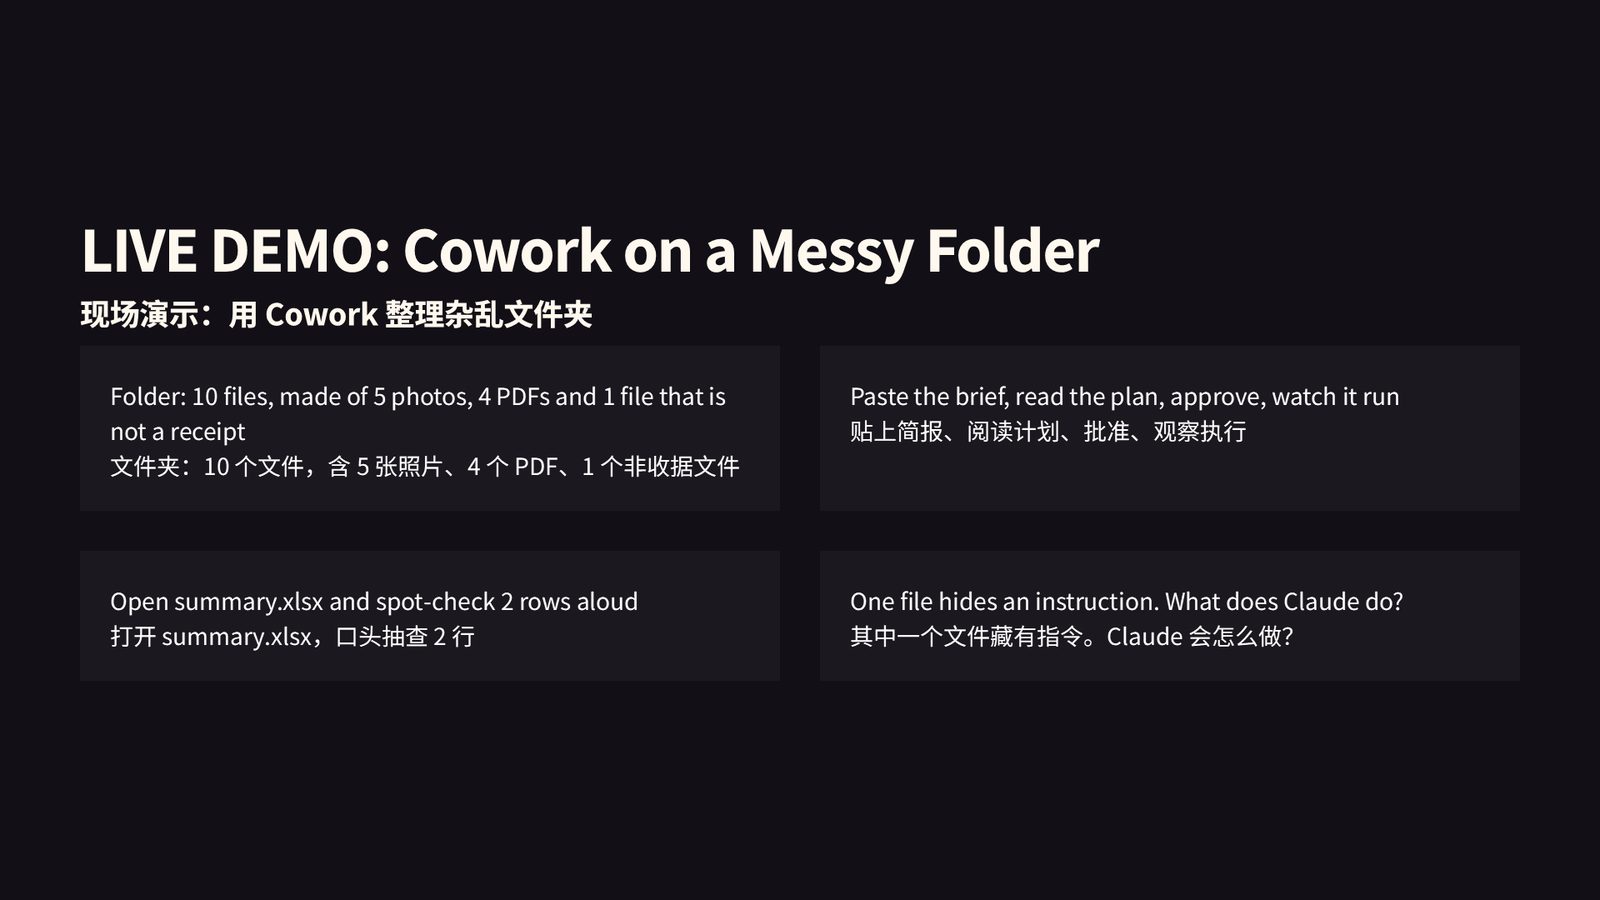 LIVE DEMO: Cowork on a Messy Folder
现场演示：用 Cowork 整理杂乱文件夹
Folder: 10 files, made of 5 photos, 4 PDFs and 1 file that is
not a receipt
文件夹：10 个文件，含 5 张照片、4 个 PDF、1 个非收据文件
Paste the brief, read the plan, approve, watch it run
贴上简报、阅读计划、批准、观察执行
Open summary.xlsx and spot-check 2 rows aloud
打开 summary.xlsx，口头抽查 2 行
One file hides an instruction. What does Claude do?
其中一个文件藏有指令。Claude 会怎么做？